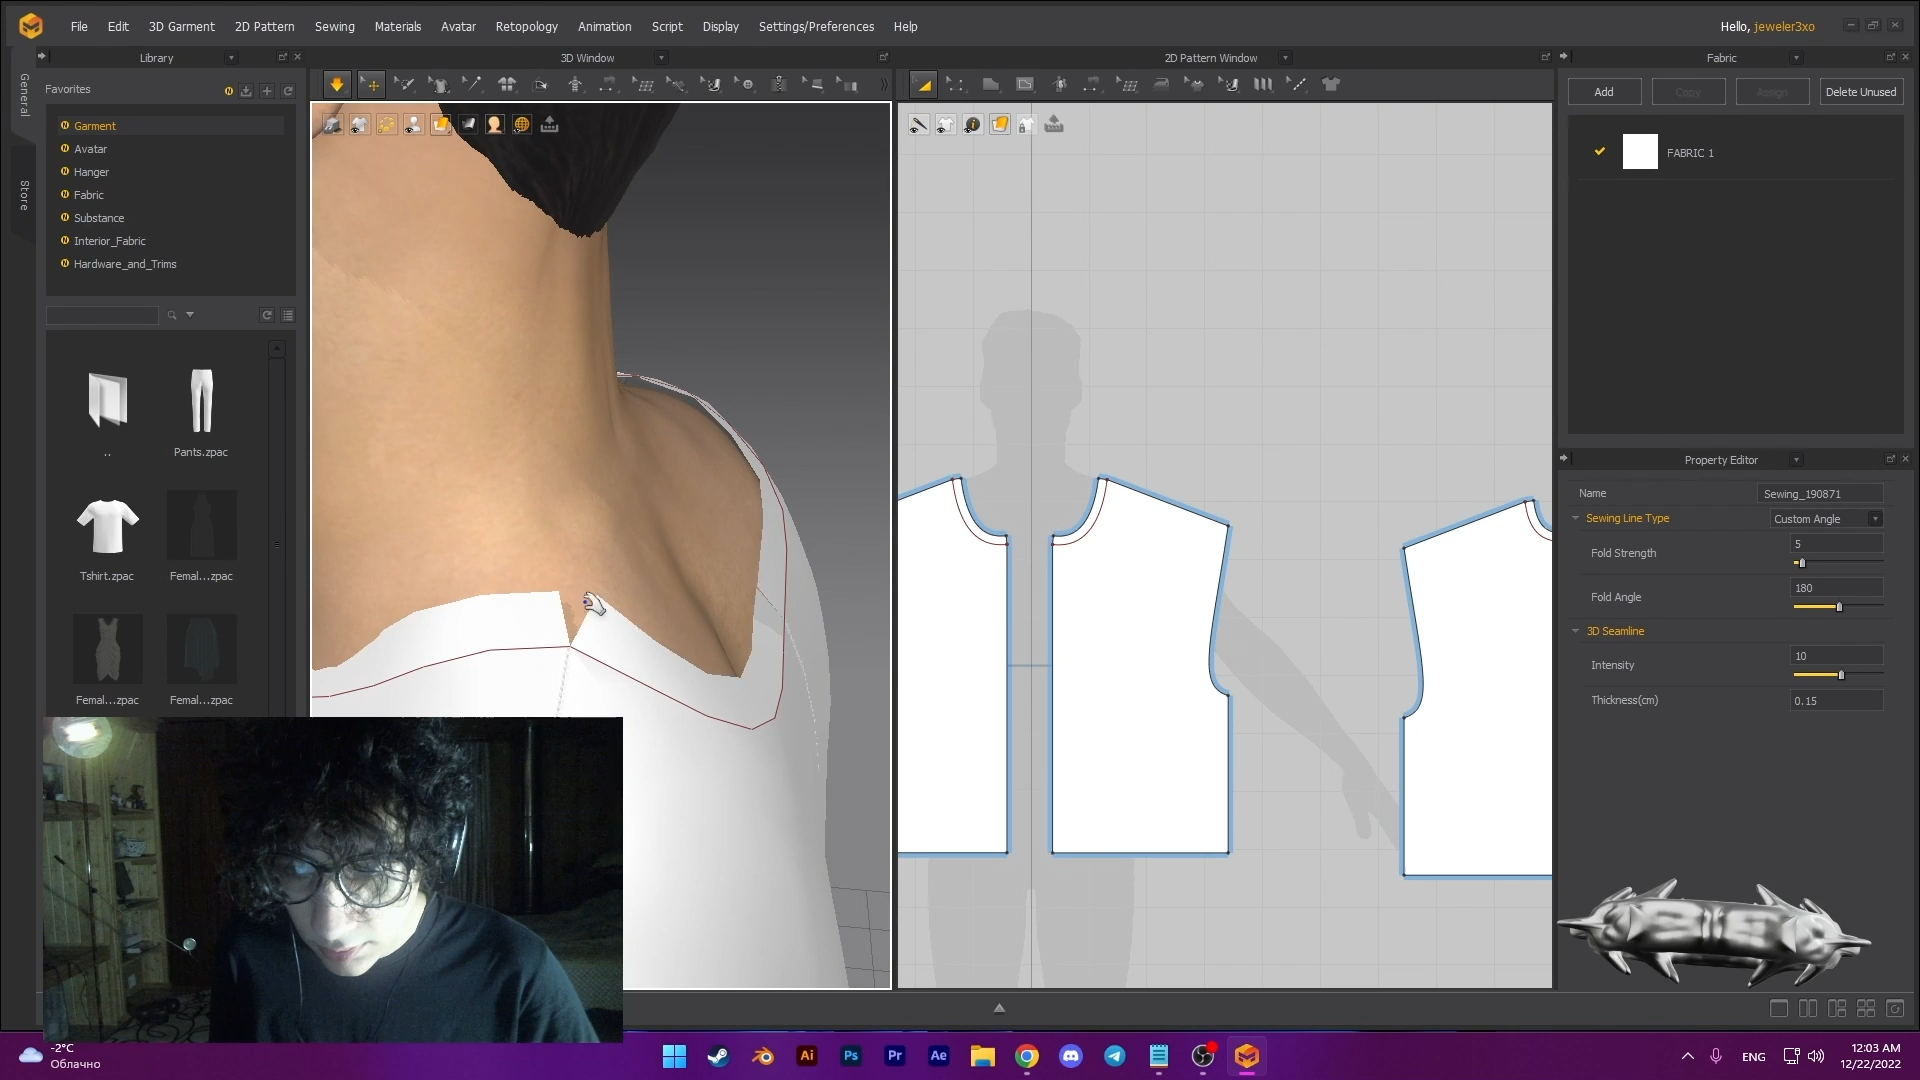 File Edit 3D Garment 2D Pattern Sewing Materials Avatar Retopology Animation Script Display Settings/Preferences Help
Hello, jeweler3xo
Library
3D Window
2D Pattern Window
Fabric
General
Store
Favorites
Garment
Avatar
Hanger
Fabric
Substance
Interior_Fabric
Hardware_and_Trims
..
Pants.zpac
Tshirt.zpac
Femal...zpac
Femal...zpac
Femal...zpac
Add
Copy
Assign
Delete Unused
FABRIC 1
Property Editor
Name
Sewing_190871
Sewing Line Type
Custom Angle
Fold Strength
5
Fold Angle
180
3D Seamline
Intensity
10
Thickness(cm)
0.15
-2°C
Облачно
Ai
Ps
Pr
Ae
ENG
12:03 AM
12/22/2022